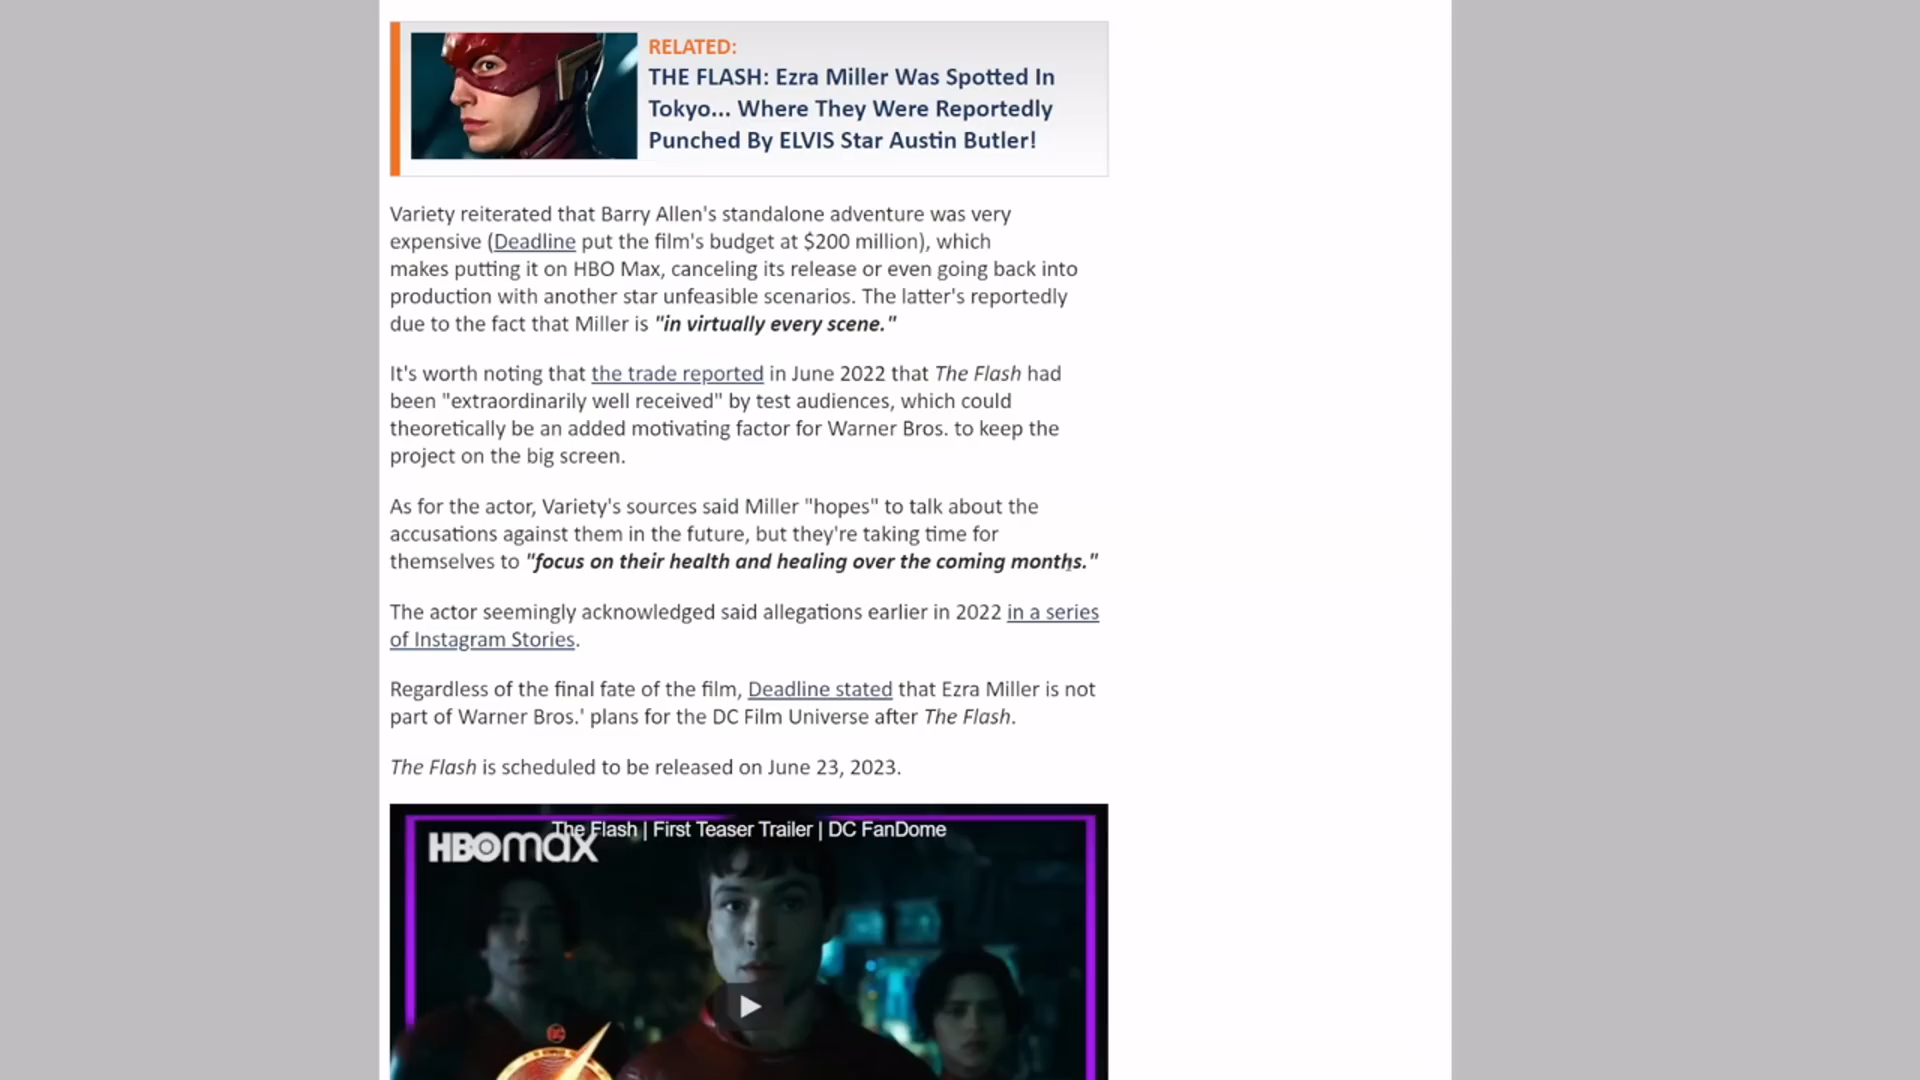 RELATED:
THE FLASH: Ezra Miller Was Spotted In
Tokyo... Where They Were Reportedly
Punched By ELVIS Star Austin Butler!
Variety reiterated that Barry Allen's standalone adventure was very
expensive (Deadline put the film's budget at $200 million), which
makes putting it on HBO Max, canceling its release or even going back into
production with another star unfeasible scenarios. The latter's reportedly
due to the fact that Miller is "in virtually every scene."
It's worth noting that the trade reported in June 2022 that The Flash had
been "extraordinarily well received" by test audiences, which could
theoretically be an added motivating factor for Warner Bros. to keep the
project on the big screen.
As for the actor, Variety's sources said Miller "hopes" to talk about the
accusations against them in the future, but they're taking time for
themselves to "focus on their health and healing over the coming months."
The actor seemingly acknowledged said allegations earlier in 2022 in a series
of Instagram Stories.
Regardless of the final fate of the film, Deadline stated that Ezra Miller is not
part of Warner Bros.' plans for the DC Film Universe after The Flash.
The Flash is scheduled to be released on June 23, 2023.
The Flash | First Teaser Trailer | DC FanDome
HBOmax
DC